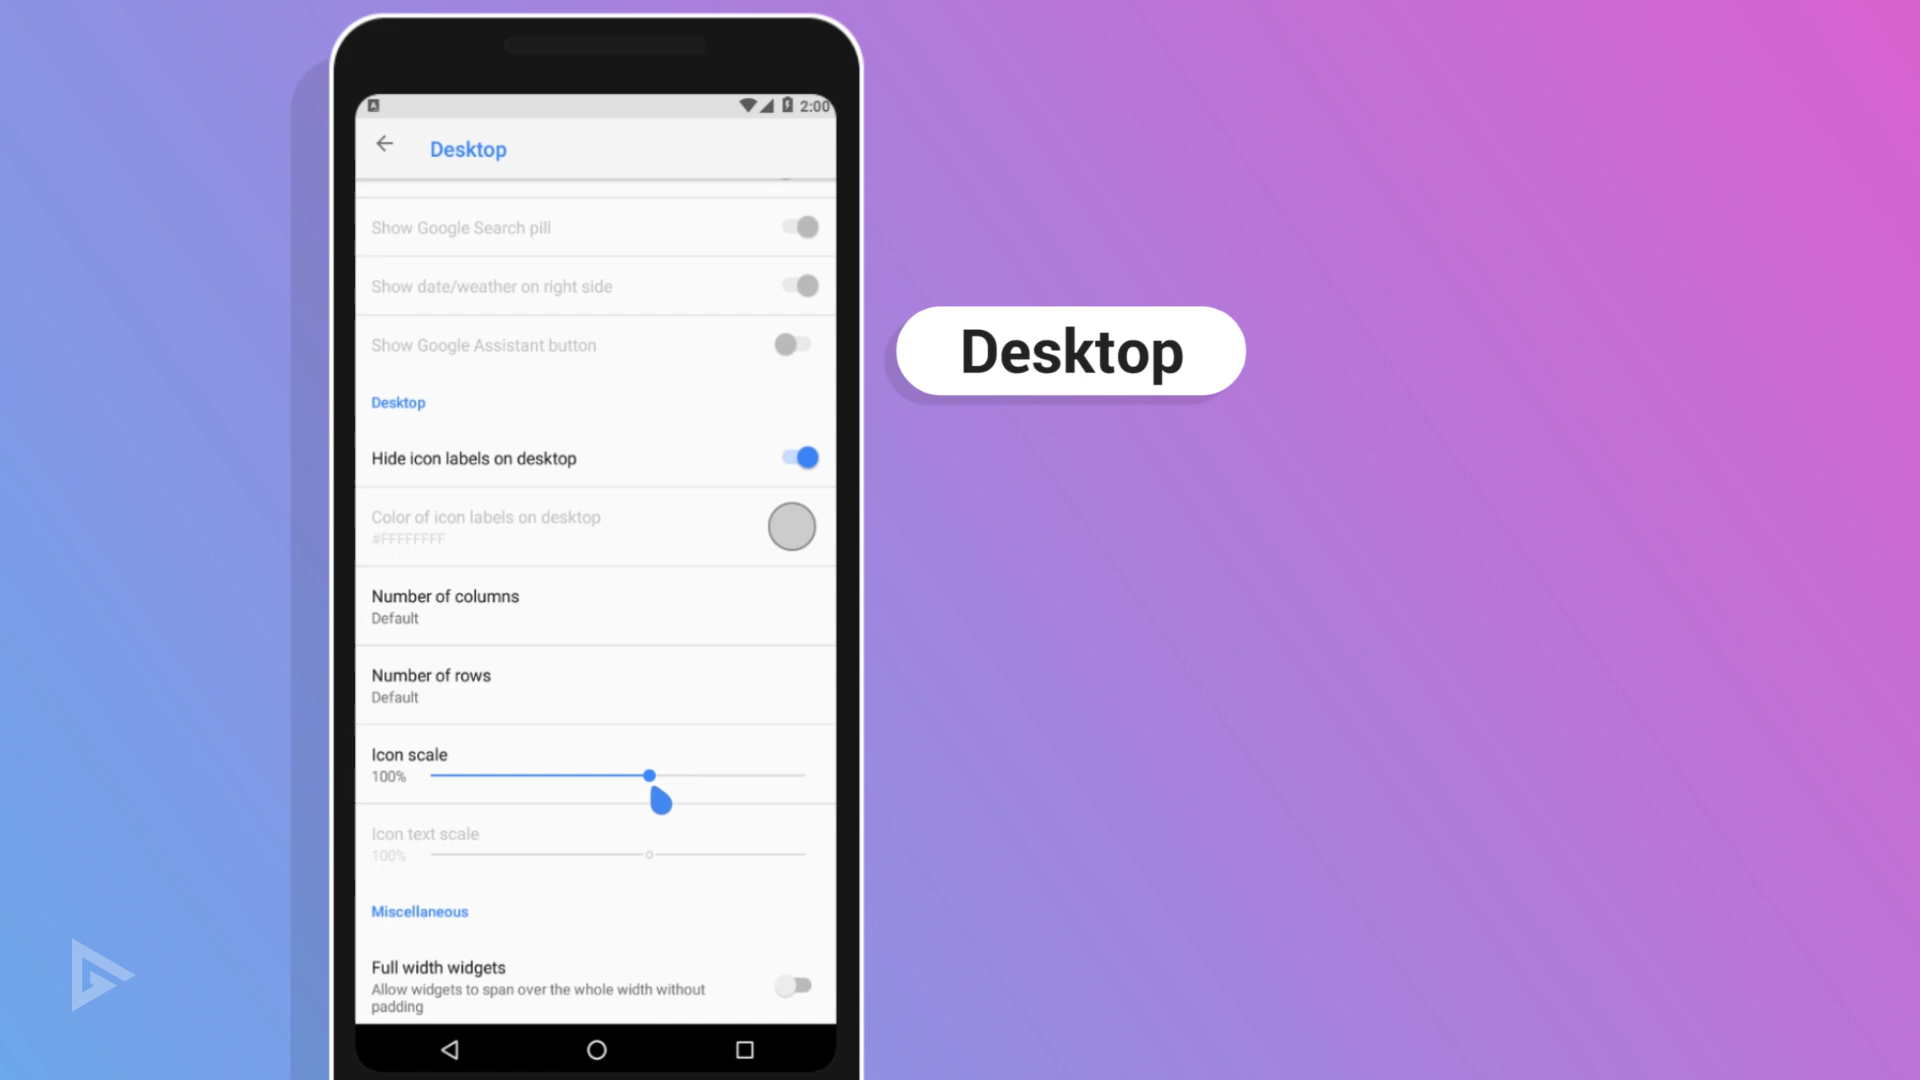 2:00
Desktop
Show Google Search pill
Show date/weather on right side
Show Google Assistant button
Desktop
Hide icon labels on desktop
Color of icon labels on desktop
#FFFFFFFF
Number of columns
Default
Number of rows
Default
Icon scale
100%
Icon text scale
100%
Miscellaneous
Full width widgets
Allow widgets to span over the whole width without
padding
Desktop